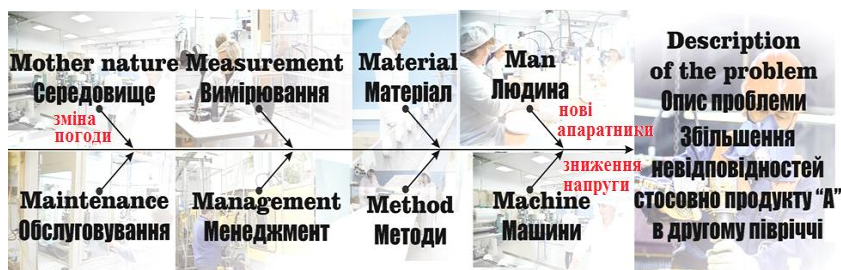 Mother nature
Середовище
зміна
погоди
Measurement
Вимірювання
Material
Матеріал
Man
Людина
нові
апаратники
Description
of the problem
Опис проблеми
Збільшення
невідповідностей
стосовно продукту “А”
в другому півріччі
Maintenance
Обслуговування
Management
Менеджмент
Method
Методи
Machine
Машини
зниження
напруги